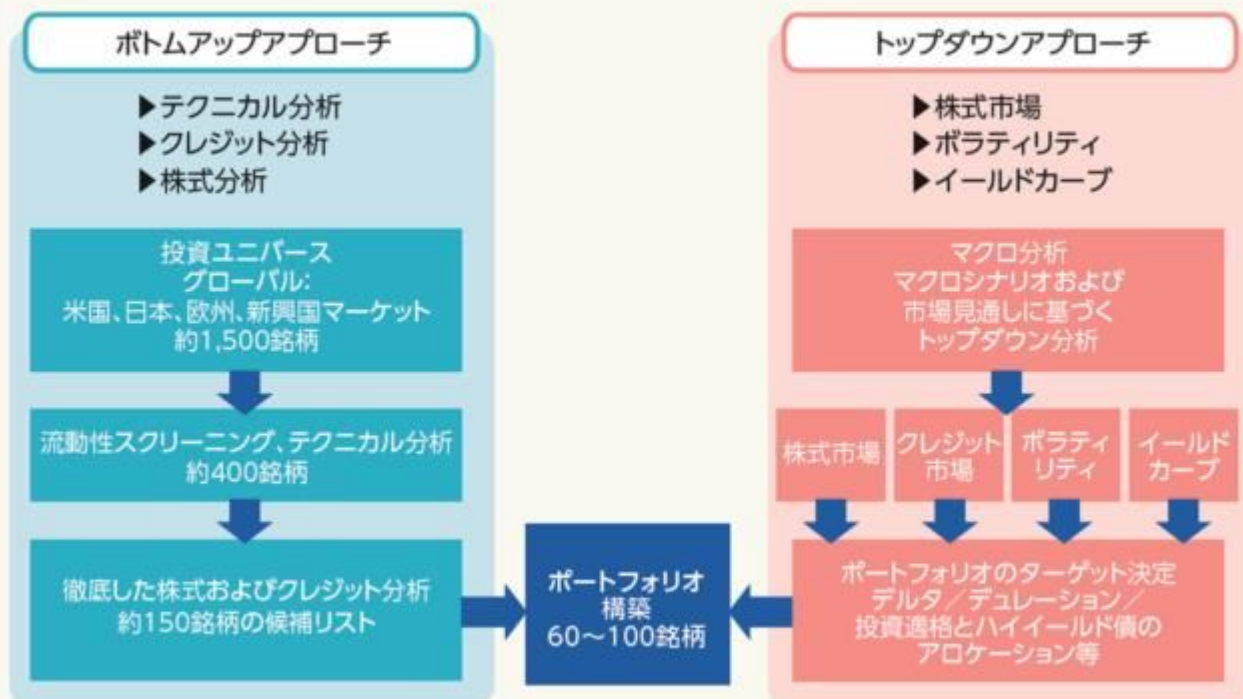 ボトムアップアプローチ
▶テクニカル分析
▶クレジット分析
▶株式分析
投資ユニバース
グローバル:
米国、日本、欧州、新興国マーケット
約1,500銘柄
流動性スクリーニング、テクニカル分析
約400銘柄
徹底した株式およびクレジット分析
約150銘柄の候補リスト
ポートフォリオ
構築
60～100銘柄
トップダウンアプローチ
▶株式市場
▶ボラティリティ
▶イールドカーブ
マクロ分析
マクロシナリオおよび
市場見通しに基づく
トップダウン分析
株式市場
クレジット
市場
ボラティ
リティ
イールド
カーブ
ポートフォリオのターゲット決定
デルタ／デュレーション／
投資適格とハイイールド債の
アロケーション等